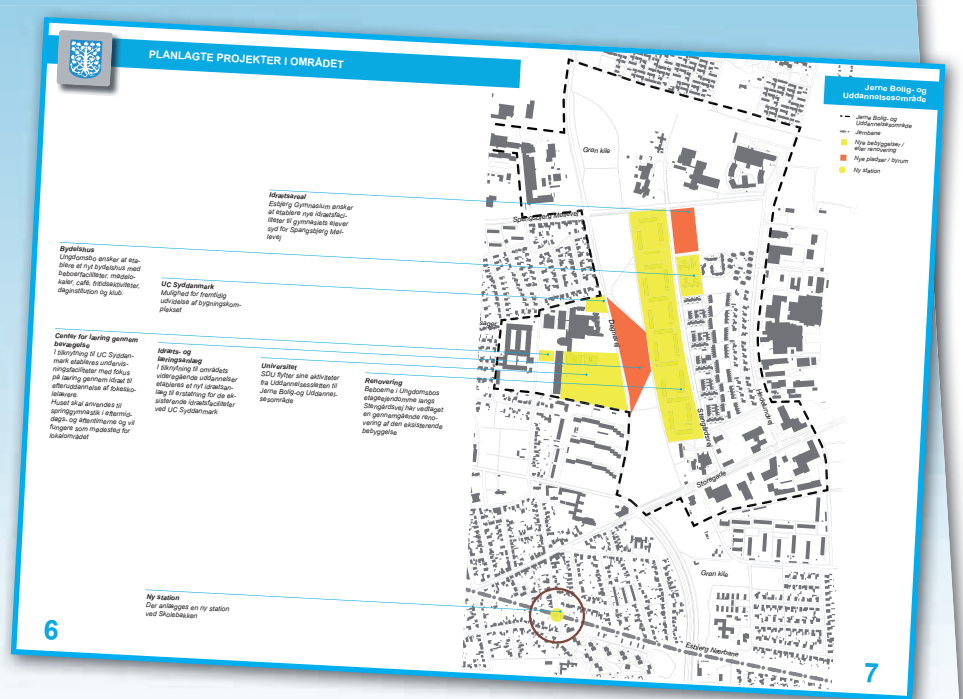 PLANLAGTE PROJEKTER I OMRÅDET
Idrætsareal
Esbjerg Gymnasium ønsker
at etablere nye idrætsfaci-
liteter til gymnasiets elever
syd for Spangsbjerg Møl-
levej
Bydelshus
Ungdomsbo ønsker at eta-
blere et nyt bydelshus med
beboerfaciliteter, mødelo-
kaler, café, fritidsaktiviteter,
daginstitution og klub.
UC Syddanmark
Mulighed for fremtidig
udvidelse af bygningskom-
plekset
Center for læring gennem
bevægelse
I tilknytning til UC Syddan-
mark etableres undervis-
ningsfaciliteter med fokus
på læring gennem idræt til
efteruddannelse af folkesko-
lelærere.
Huset skal anvendes til
springgymnastik i eftermid-
dags- og aftentimerne og vil
fungere som mødested for
lokalområdet
Idræts- og
læringsanlæg
I tilknytning til områdets
videregående uddannelser
etableres et nyt idrætsan-
læg til erstatning for de ek-
sisterende idrætsfaciliteter
ved UC Syddanmark
Universitet
SDU flytter sine aktiviteter
fra Uddannelsessletten til
Jerne Bolig-og Uddannel-
sesområde
Renovering
Beboerne i Ungdomsbos
etageejendomme langs
Stengårdsvej har vedtaget
en gennemgående reno-
vering af den eksisterende
bebyggelse
Ny station
Der anlægges en ny station
ved Skolebakken
6
Jerne Bolig- og
Uddannelsesområde
Jerne Bolig- og
Uddannelsesområde
Jernbane
Nye bebyggelser /
eller renovering
Nye pladser / byrum
Ny station
Grøn kile
Spangsbjerg Møllevej
Degnevej
Stengårdsvej
Storegade
Grøn kile
Esbjerg Nærbane
7